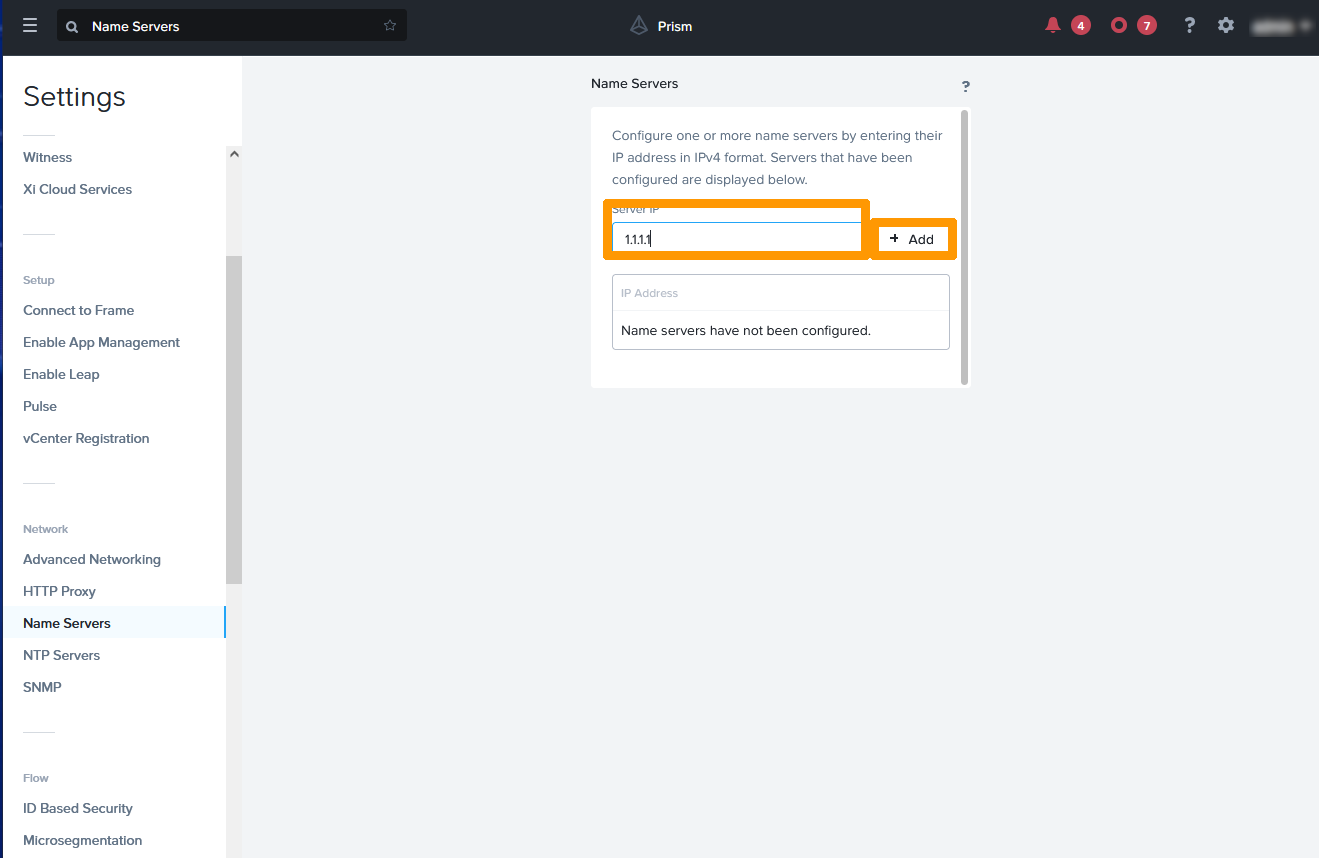 Name Servers
Prism
4
7
?
Settings
Witness
Xi Cloud Services
Setup
Connect to Frame
Enable App Management
Enable Leap
Pulse
vCenter Registration
Network
Advanced Networking
HTTP Proxy
Name Servers
NTP Servers
SNMP
Flow
ID Based Security
Microsegmentation
Name Servers
?
Configure one or more name servers by entering their
IP address in IPv4 format. Servers that have been
configured are displayed below.
Server IP
1.1.1.1
+ Add
IP Address
Name servers have not been configured.